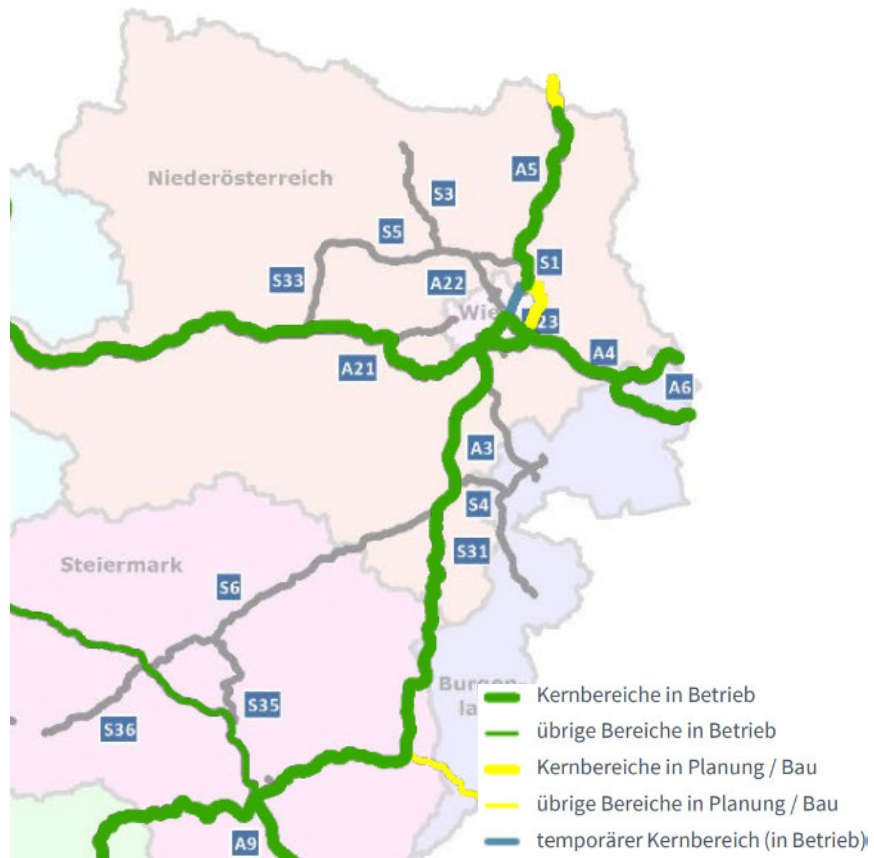 A5
Niederösterreich
S3
S5
S1
S33
A22
Wie
23
A4
A21
A6
A3
S4
S31
Steiermark
S6
Burgen-
la
S35
S36
A9
Kernbereiche in Betrieb
übrige Bereiche in Betrieb
Kernbereiche in Planung / Bau
übrige Bereiche in Planung / Bau
temporärer Kernbereich (in Betrieb)